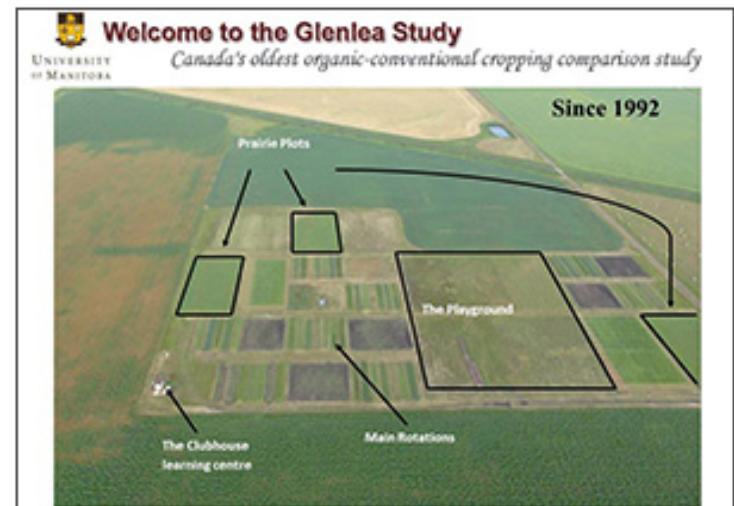 Welcome to the Glenlea Study
UNIVERSITY
OF MANITOBA
Canada's oldest organic-conventional cropping comparison study
Since 1992
Prairie Plots
The Playground
Main Rotations
The Clubhouse
learning centre